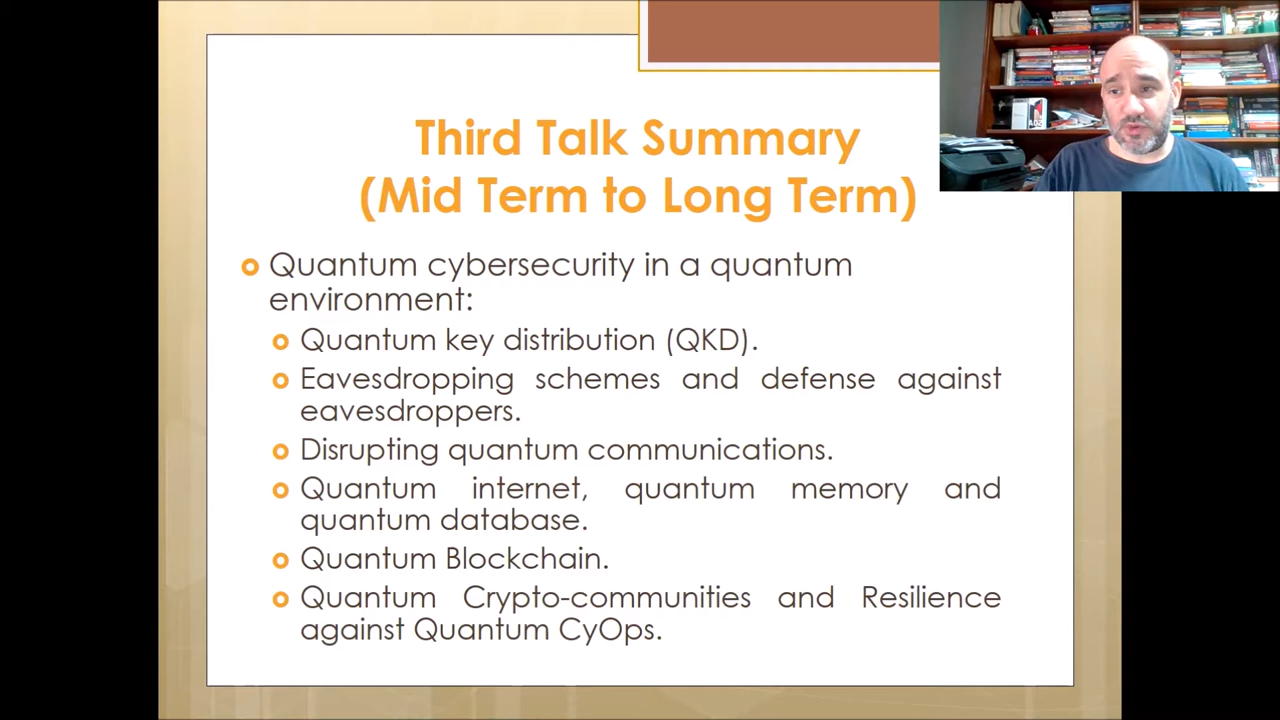 Third Talk Summary
(Mid Term to Long Term)
Quantum cybersecurity in a quantum
environment:
Quantum key distribution (QKD).
Eavesdropping schemes and defense against
eavesdroppers.
Disrupting quantum communications.
Quantum internet, quantum memory and
quantum database.
Quantum Blockchain.
Quantum Crypto-communities and Resilience
against Quantum CyOps.